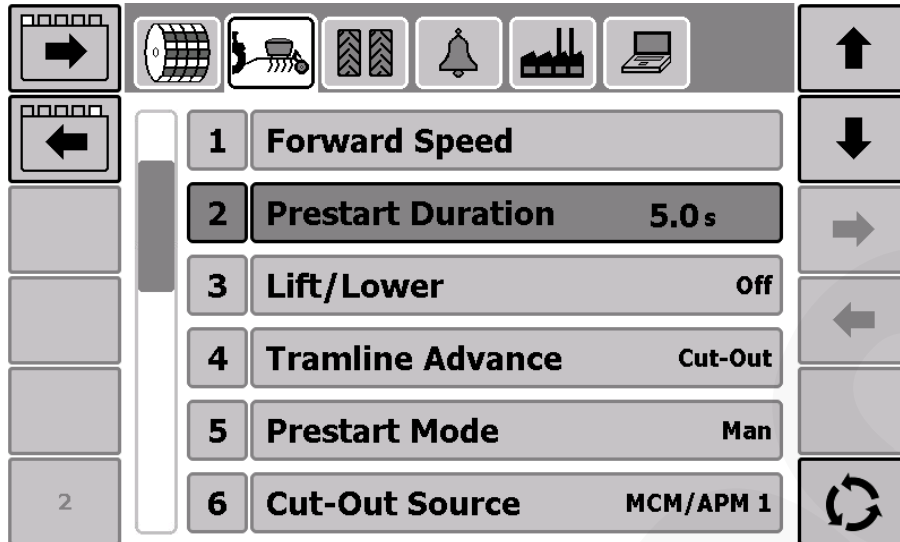 1 Forward Speed
2 Prestart Duration 5.0 s
3 Lift/Lower Off
4 Tramline Advance Cut-Out
5 Prestart Mode Man
6 Cut-Out Source MCM/APM 1
2